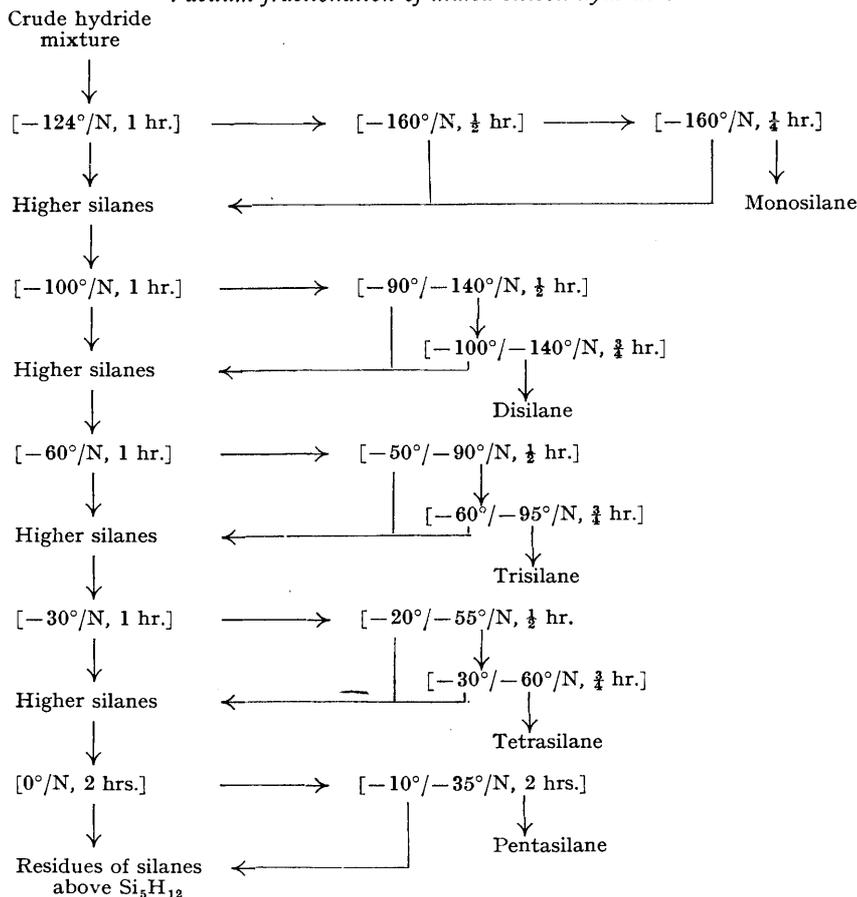 Crude hydride
mixture
[−124°/N, 1 hr.] [−160°/N, ½ hr.] [−160°/N, ¼ hr.]
Higher silanes Monosilane
[−100°/N, 1 hr.] [−90°/−140°/N, ½ hr.]
[−100°/−140°/N, ¾ hr.]
Higher silanes
Disilane
[−60°/N, 1 hr.] [−50°/−90°/N, ½ hr.]
[−60°/−95°/N, ¾ hr.]
Higher silanes
Trisilane
[−30°/N, 1 hr.] [−20°/−55°/N, ½ hr.
[−30°/−60°/N, ¾ hr.]
Higher silanes
Tetrasilane
[0°/N, 2 hrs.] [−10°/−35°/N, 2 hrs.]
Pentasilane
Residues of silanes
above Si₅H₁₂